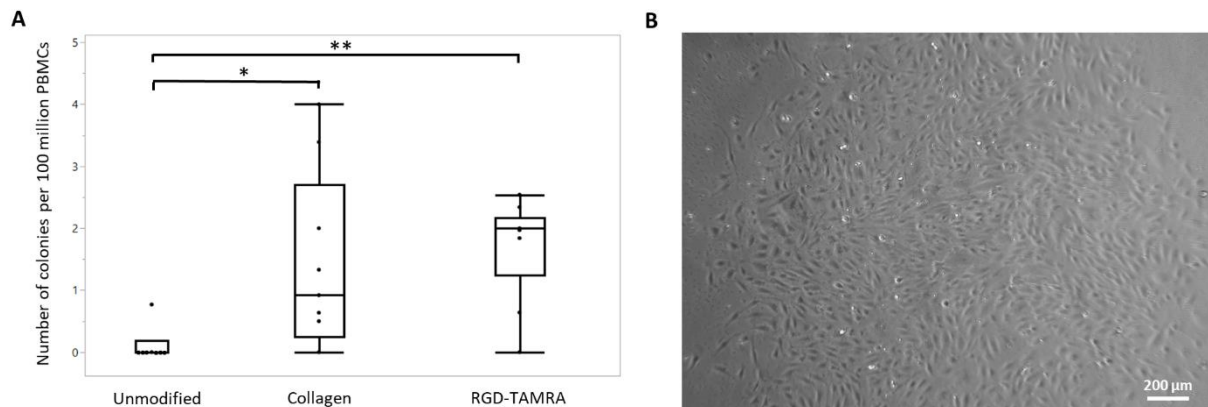 A
Number of colonies per 100 million PBMCs
5
4
3
2
1
0
*
**
Unmodified
Collagen
RGD-TAMRA
B
200 µm